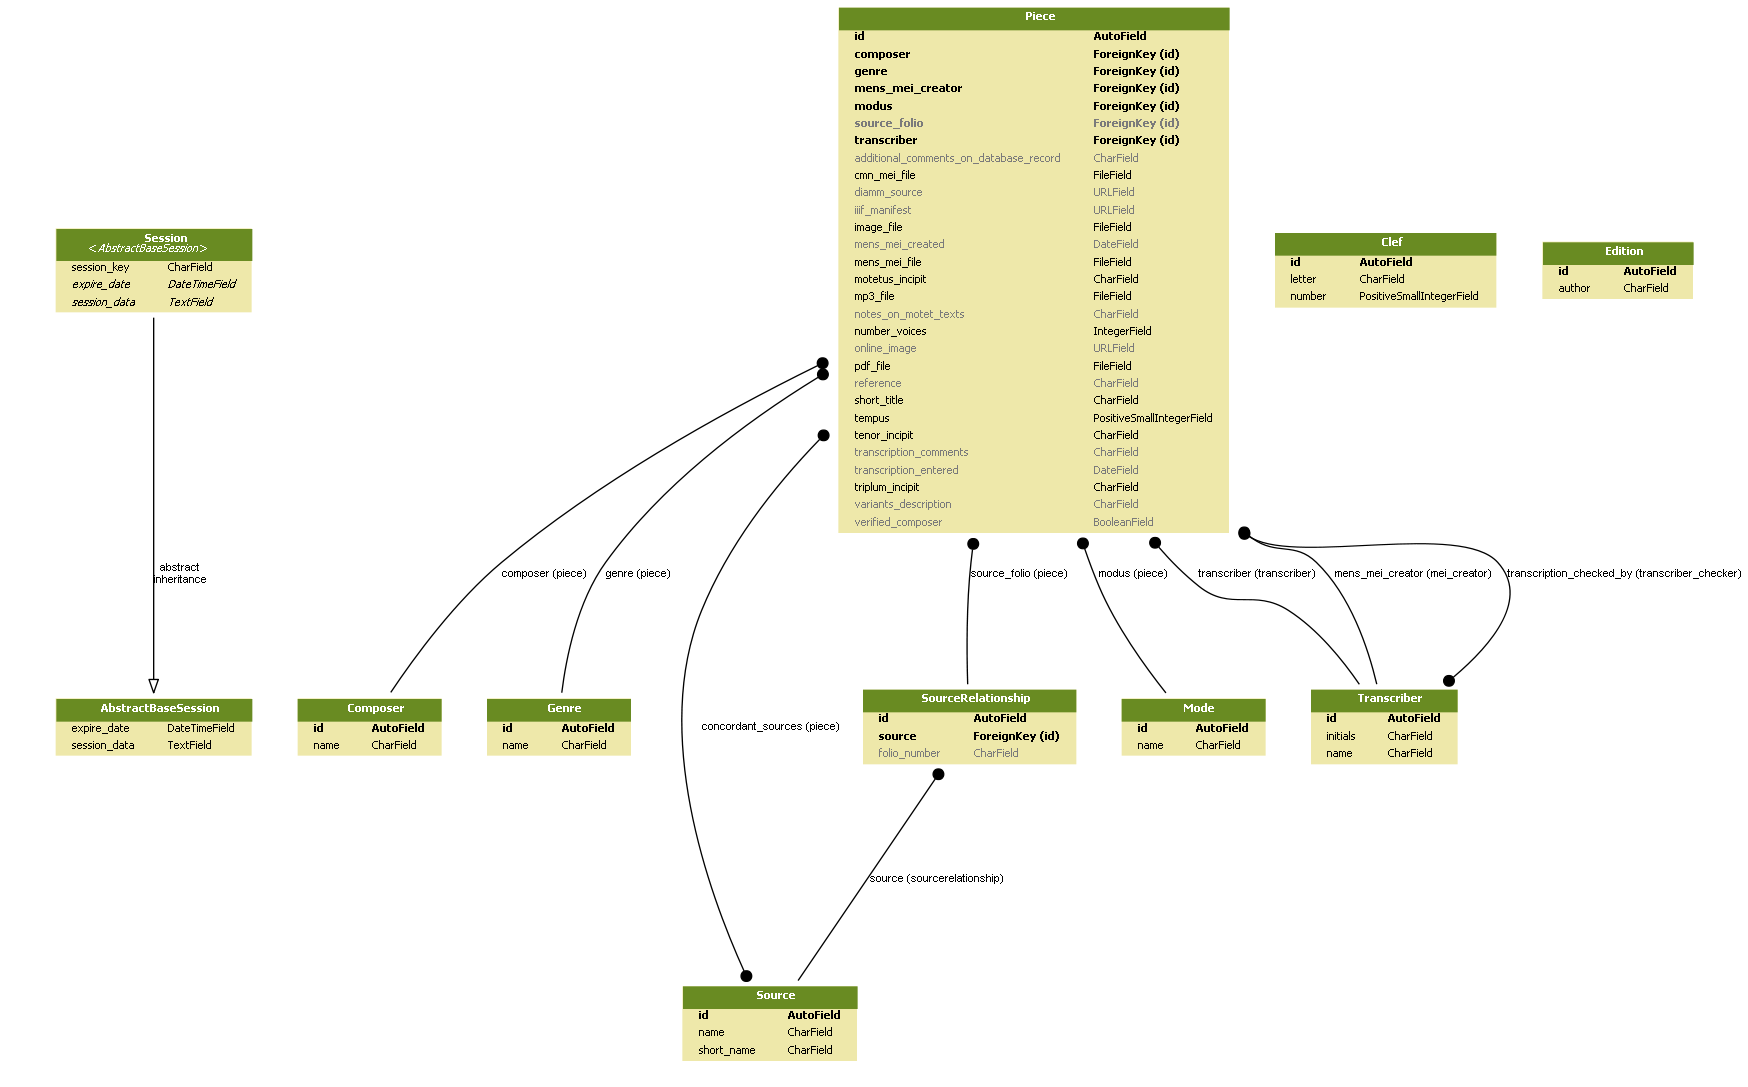 Piece
id AutoField
composer ForeignKey (id)
genre ForeignKey (id)
mens_mei_creator ForeignKey (id)
modus ForeignKey (id)
source_folio ForeignKey (id)
transcriber ForeignKey (id)
additional_comments_on_database_record CharField
cmn_mei_file FileField
diamm_source URLField
iiif_manifest URLField
image_file FileField
mens_mei_created DateField
mens_mei_file FileField
motetus_incipit CharField
mp3_file FileField
notes_on_motet_texts CharField
number_voices IntegerField
online_image URLField
pdf_file FileField
reference CharField
short_title CharField
tempus PositiveSmallIntegerField
tenor_incipit CharField
transcription_comments CharField
transcription_entered DateField
triplum_incipit CharField
variants_description CharField
verified_composer BooleanField
Session
<AbstractBaseSession>
session_key CharField
expire_date DateTimeField
session_data TextField
Clef
id AutoField
letter CharField
number PositiveSmallIntegerField
Edition
id AutoField
author CharField
abstract
inheritance
composer (piece)
genre (piece)
source_folio (piece)
modus (piece)
transcriber (transcriber)
mens_mei_creator (mei_creator)
transcription_checked_by (transcriber_checker)
AbstractBaseSession
expire_date DateTimeField
session_data TextField
Composer
id AutoField
name CharField
Genre
id AutoField
name CharField
concordant_sources (piece)
SourceRelationship
id AutoField
source ForeignKey (id)
folio_number CharField
Mode
id AutoField
name CharField
Transcriber
id AutoField
initials CharField
name CharField
source (sourcerelationship)
Source
id AutoField
name CharField
short_name CharField